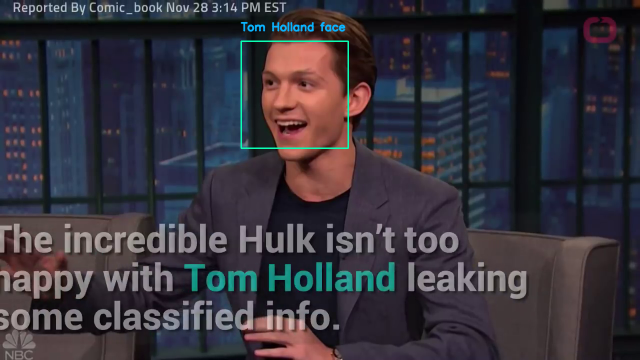 Reported By Comic_book Nov 28 3:14 PM EST
Tom Holland face
The incredible Hulk isn't too
happy with Tom Holland leaking
some classified info.
NBC